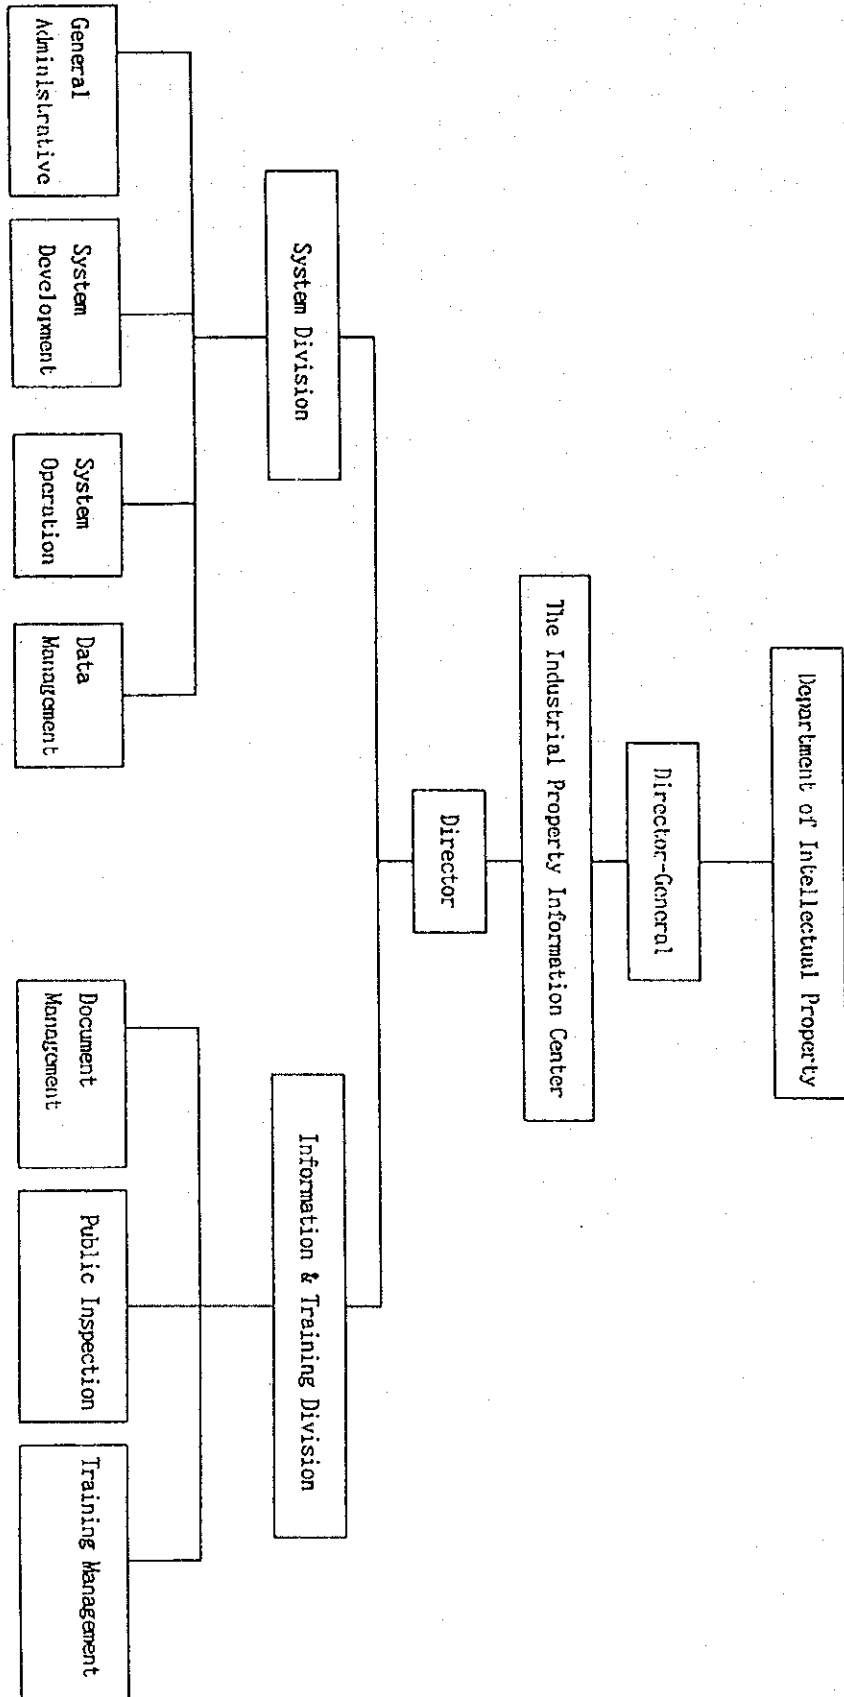 Department of Intellectual Property
Director-General
The Industrial Property Information Center
Director
System Division
Information & Training Division
General
Administrative
System
Development
System
Operation
Data
Management
Document
Management
Public Inspection
Training Management